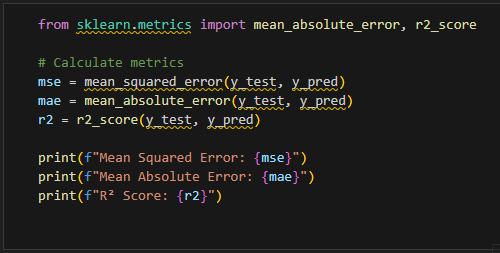 from sklearn.metrics import mean_absolute_error, r2_score
# Calculate metrics
mse = mean_squared_error(y_test, y_pred)
mae = mean_absolute_error(y_test, y_pred)
r2 = r2_score(y_test, y_pred)
print(f"Mean Squared Error: {mse}")
print(f"Mean Absolute Error: {mae}")
print(f"R² Score: {r2}")